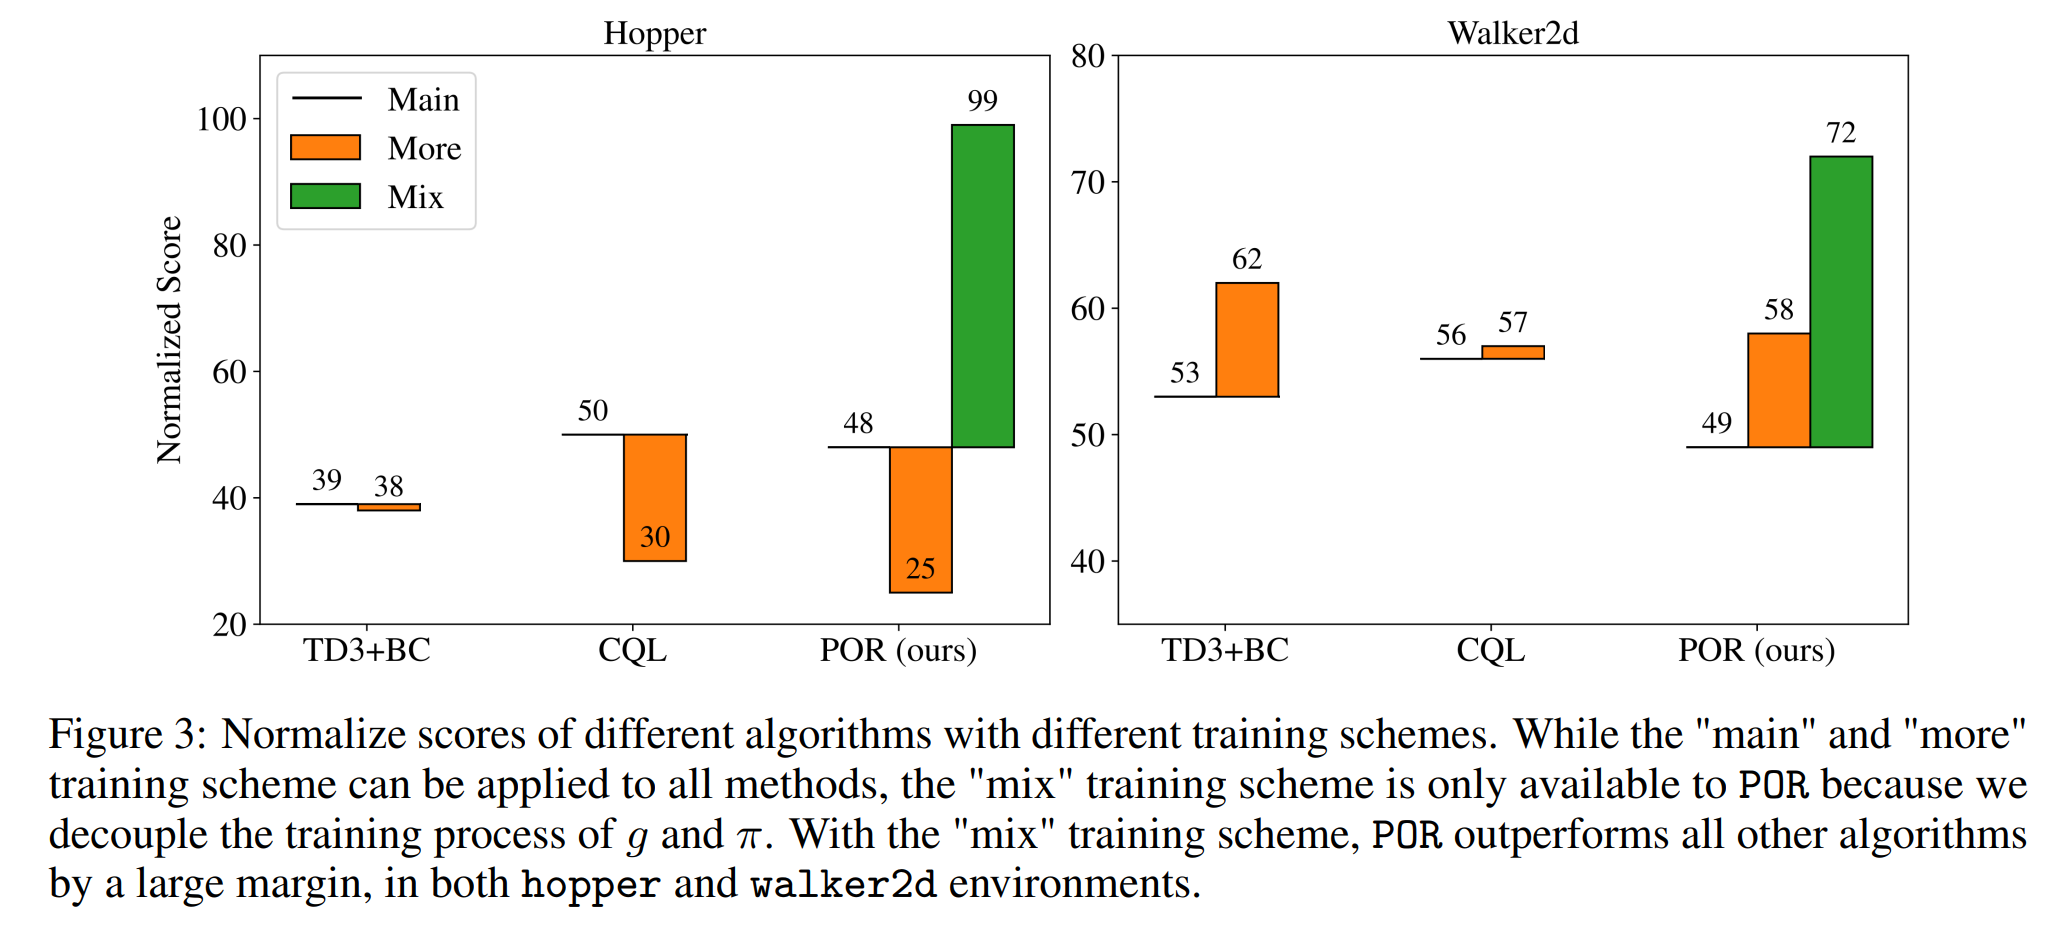 Hopper
Main
More
Mix
Normalized Score
100
80
60
40
20
39
38
50
30
48
25
99
TD3+BC
CQL
POR (ours)
Walker2d
80
70
60
50
40
53
62
56
57
49
58
72
TD3+BC
CQL
POR (ours)
Figure 3: Normalize scores of different algorithms with different training schemes. While the "main" and "more"
training scheme can be applied to all methods, the "mix" training scheme is only available to POR because we
decouple the training process of g and π. With the "mix" training scheme, POR outperforms all other algorithms
by a large margin, in both hopper and walker2d environments.